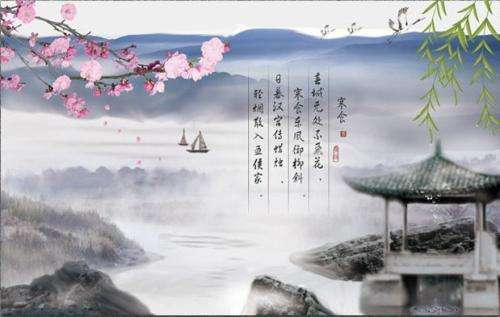 寒食
春城无处不飞花，
寒食东风御柳斜。
日暮汉宫传蜡烛，
轻烟散入五侯家。